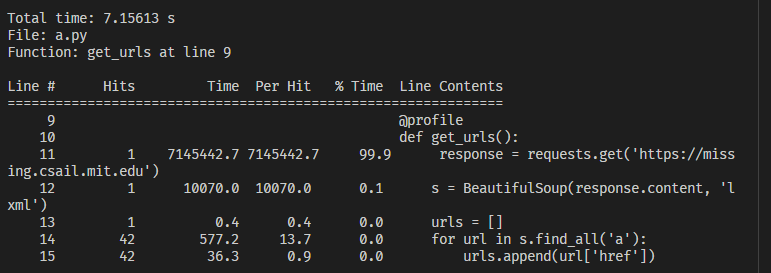 Total time: 7.15613 s
File: a.py
Function: get_urls at line 9

Line #      Hits         Time  Per Hit   % Time  Line Contents
==============================================================
     9                                           @profile
    10                                           def get_urls():
    11         1    7145442.7 7145442.7     99.9      response = requests.get('https://miss
ing.csail.mit.edu')
    12         1      10070.0  10070.0      0.1      s = BeautifulSoup(response.content, 'l
xml')
    13         1          0.4      0.4      0.0      urls = []
    14        42        577.2     13.7      0.0      for url in s.find_all('a'):
    15        42         36.3      0.9      0.0          urls.append(url['href'])